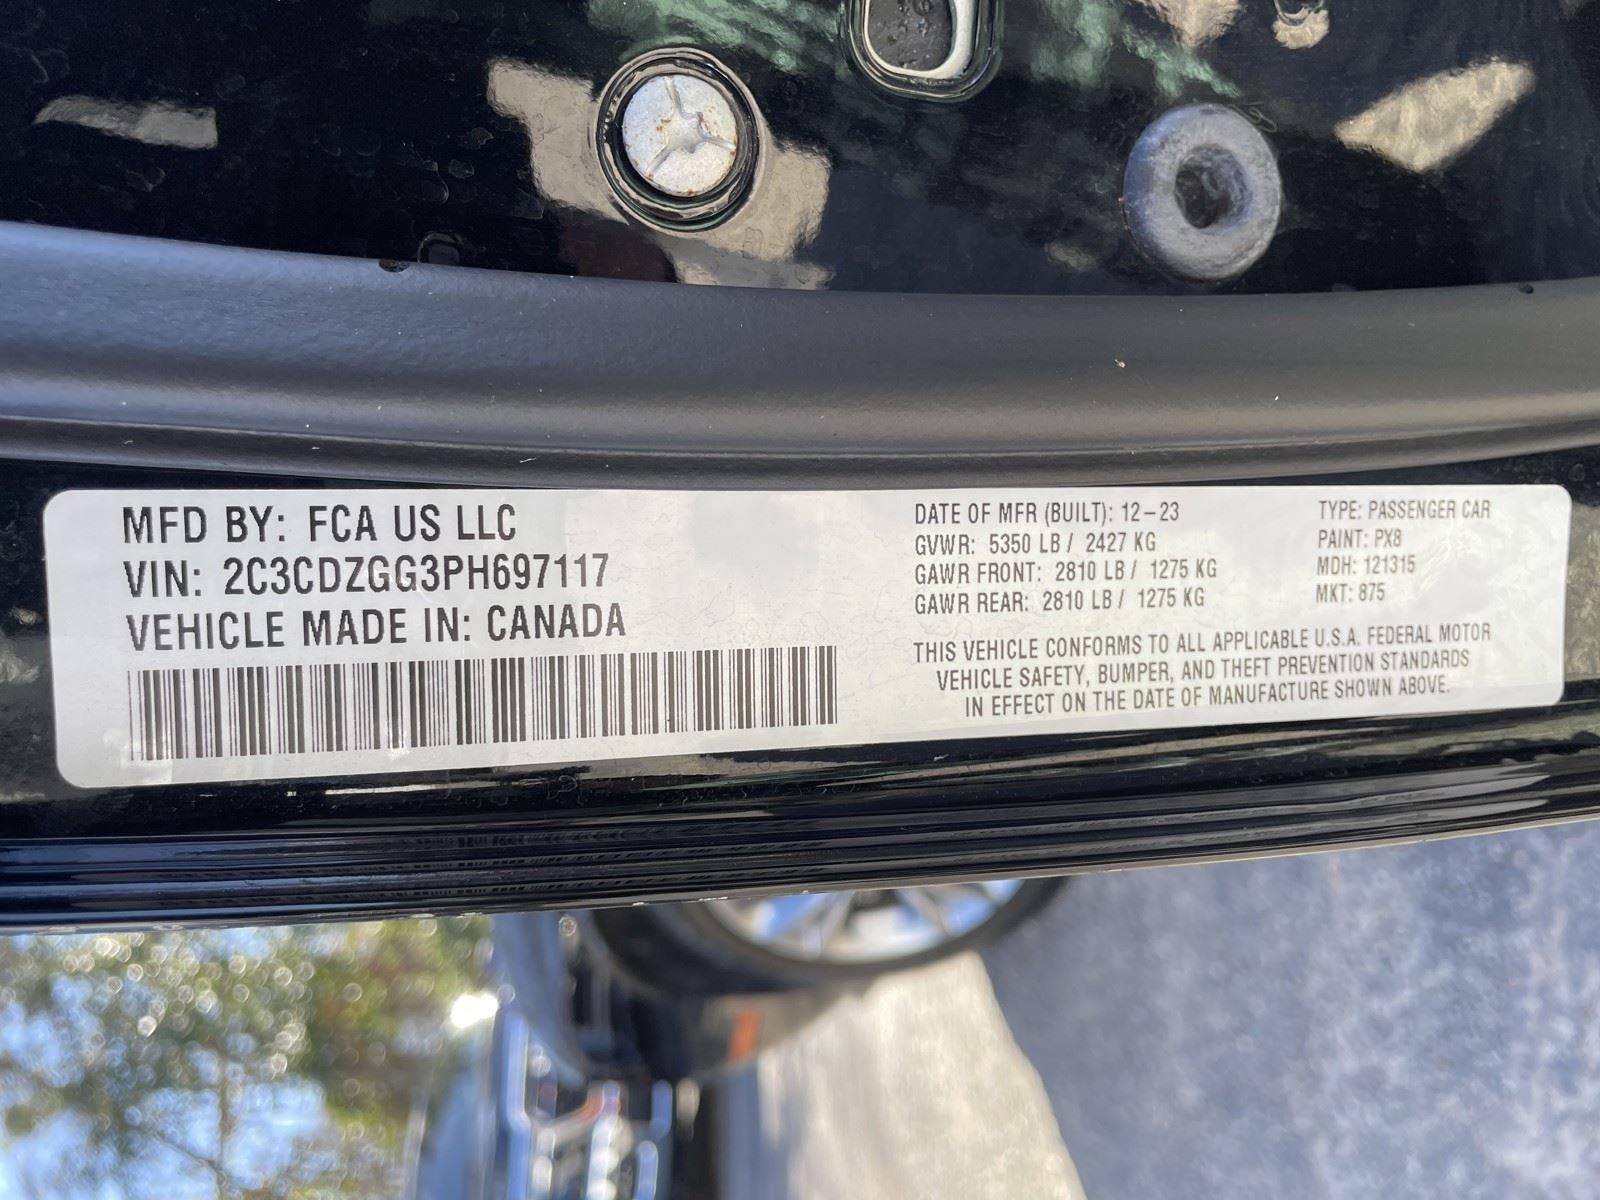 MFD BY: FCA US LLC
VIN: 2C3CDZGG3PH697117
VEHICLE MADE IN: CANADA
DATE OF MFR (BUILT): 12-23
GVWR: 5350 LB / 2427 KG
GAWR FRONT: 2810 LB / 1275 KG
GAWR REAR: 2810 LB / 1275 KG
TYPE: PASSENGER CAR
PAINT: PX8
MDH: 121315
MKT: 875
THIS VEHICLE CONFORMS TO ALL APPLICABLE U.S.A. FEDERAL MOTOR
VEHICLE SAFETY, BUMPER, AND THEFT PREVENTION STANDARDS
IN EFFECT ON THE DATE OF MANUFACTURE SHOWN ABOVE.